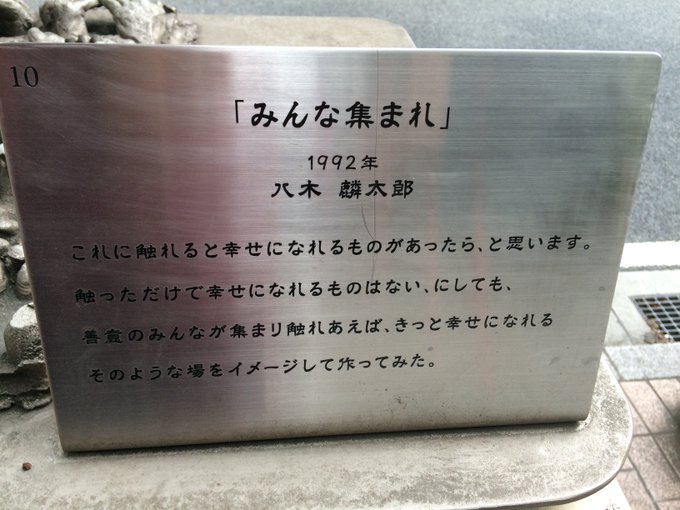 10
「みんな集まれ」
1992年
八木 麟太郎
これに触れると幸せになれるものがあったら、と思います。
触っただけで幸せになれるものはない、にしても、
善意のみんなが集まり触れあえば、きっと幸せになれる
そのような場をイメージして作ってみた。